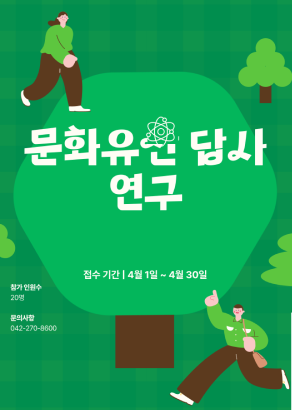 문화유산 답사
연구
접수 기간 | 4월 1일 ~ 4월 30일
참가 인원수
20명
문의사항
042-270-8600